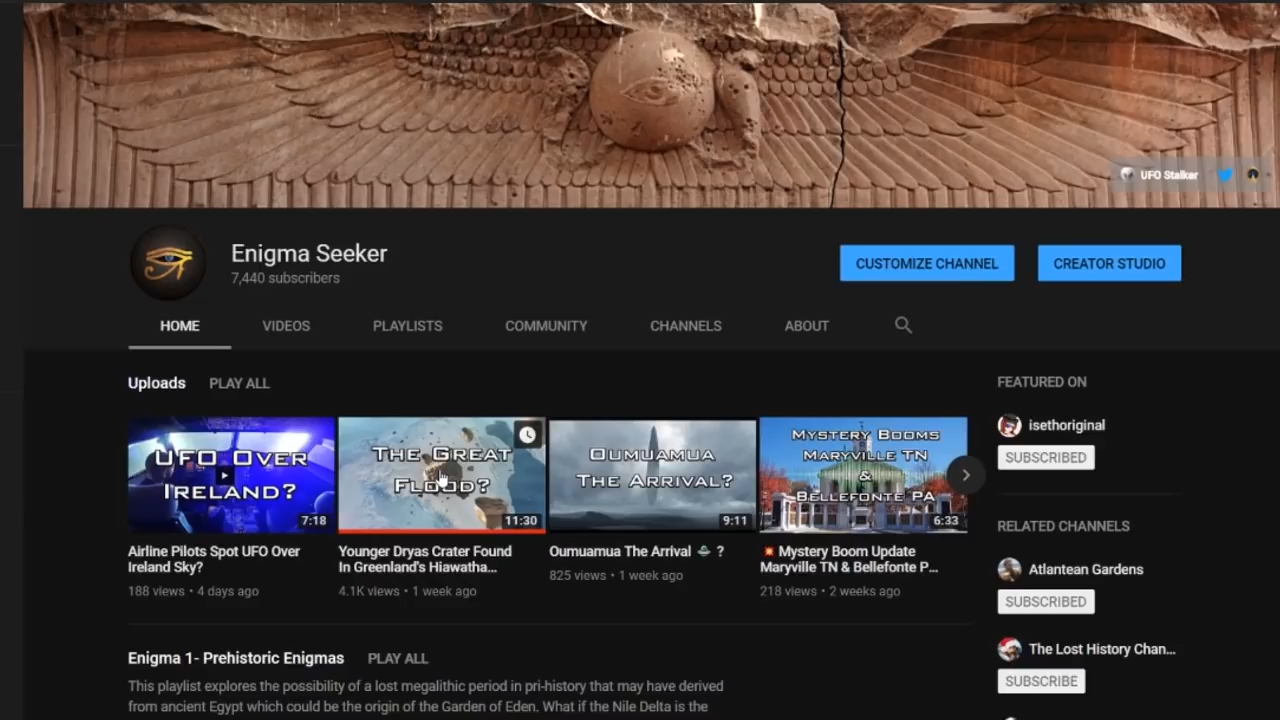 UFO Stalker
Enigma Seeker
7,440 subscribers
CUSTOMIZE CHANNEL
CREATOR STUDIO
HOME
VIDEOS
PLAYLISTS
COMMUNITY
CHANNELS
ABOUT
Uploads
PLAY ALL
UFO OVER
IRELAND?
7:18
Airline Pilots Spot UFO Over
Ireland Sky?
188 views • 4 days ago
THE GREAT
FLOOD?
11:30
Younger Dryas Crater Found
In Greenland's Hiawatha...
4.1K views • 1 week ago
OUMUAMUA
THE ARRIVAL?
9:11
Oumuamua The Arrival 🛸 ?
825 views • 1 week ago
MYSTERY BOOMS
MARYVILLE TN
&
BELLEFONTE PA
6:33
💥 Mystery Boom Update
Maryville TN & Bellefonte P...
218 views • 2 weeks ago
Enigma 1- Prehistoric Enigmas
PLAY ALL
This playlist explores the possibility of a lost megalithic period in pri-history that may have derived
from ancient Egypt which could be the origin of the Garden of Eden. What if the Nile Delta is the
FEATURED ON
isethoriginal
SUBSCRIBED
RELATED CHANNELS
Atlantean Gardens
SUBSCRIBED
The Lost History Chan...
SUBSCRIBE